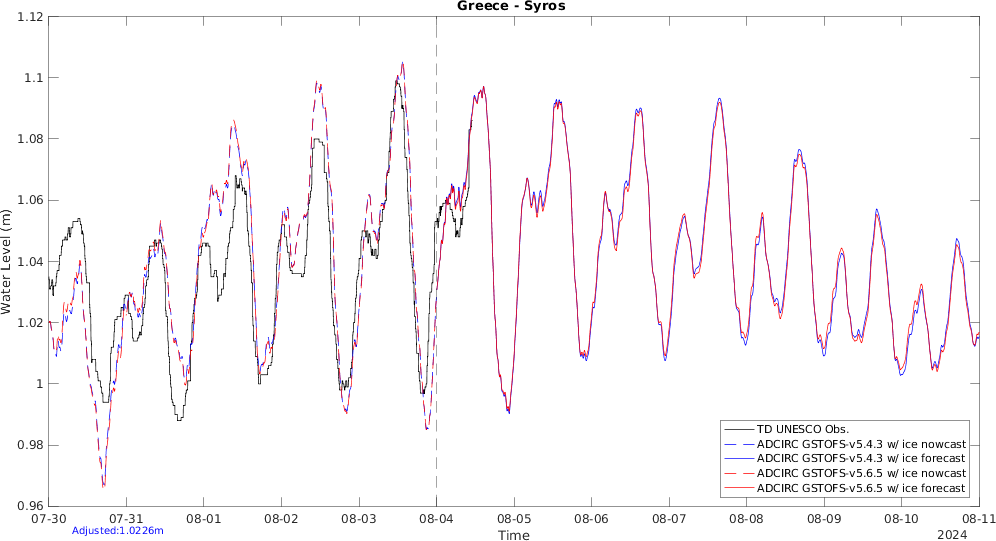 Greece - Syros
1.12
1.1
1.08
1.06
1.04
1.02
1
0.98
0.96
Water Level (m)
TD UNESCO Obs.
ADCIRC GSTOFS-v5.4.3 w/ ice nowcast
ADCIRC GSTOFS-v5.4.3 w/ ice forecast
ADCIRC GSTOFS-v5.6.5 w/ ice nowcast
ADCIRC GSTOFS-v5.6.5 w/ ice forecast
07-30 07-31 08-01 08-02 08-03 08-04 08-05 08-06 08-07 08-08 08-09 08-10 08-11
Adjusted:1.0226m
Time
2024